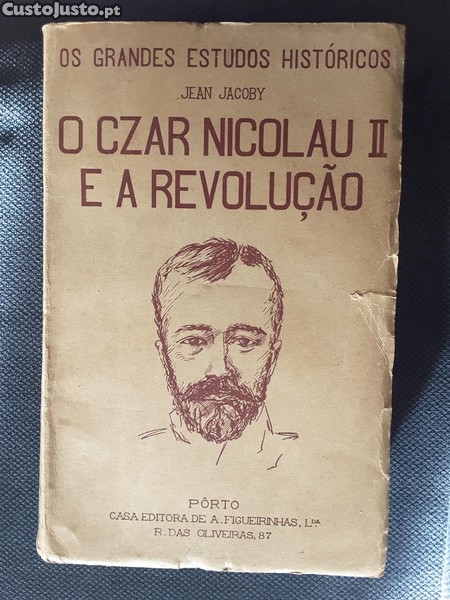 CustoJusto.pt
OS GRANDES ESTUDOS HISTÓRICOS
JEAN JACOBY
O CZAR NICOLAU II
E A REVOLUÇÃO
PÔRTO
CASA EDITORA DE A. FIGUEIRINHAS, L.DA
R. DAS OLIVEIRAS, 87